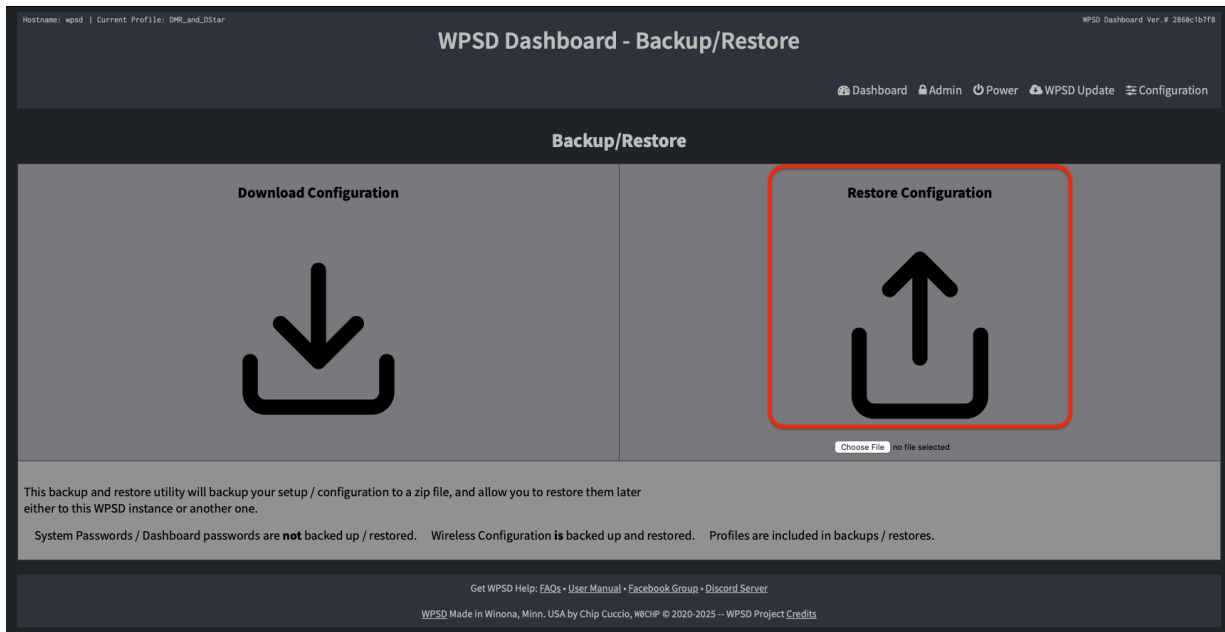 Hostname: wpsd | Current Profile: DMR_and_DStar
WPSD Dashboard Ver.# 2860c1b7f8
WPSD Dashboard - Backup/Restore
Dashboard Admin Power WPSD Update Configuration
Backup/Restore
Download Configuration
Restore Configuration
Choose File no file selected
This backup and restore utility will backup your setup / configuration to a zip file, and allow you to restore them later
either to this WPSD instance or another one.
System Passwords / Dashboard passwords are not backed up / restored. Wireless Configuration is backed up and restored. Profiles are included in backups / restores.
Get WPSD Help: FAQs • User Manual • Facebook Group • Discord Server
WPSD Made in Winona, Minn. USA by Chip Cuccio, W0CHP © 2020-2025 -- WPSD Project Credits